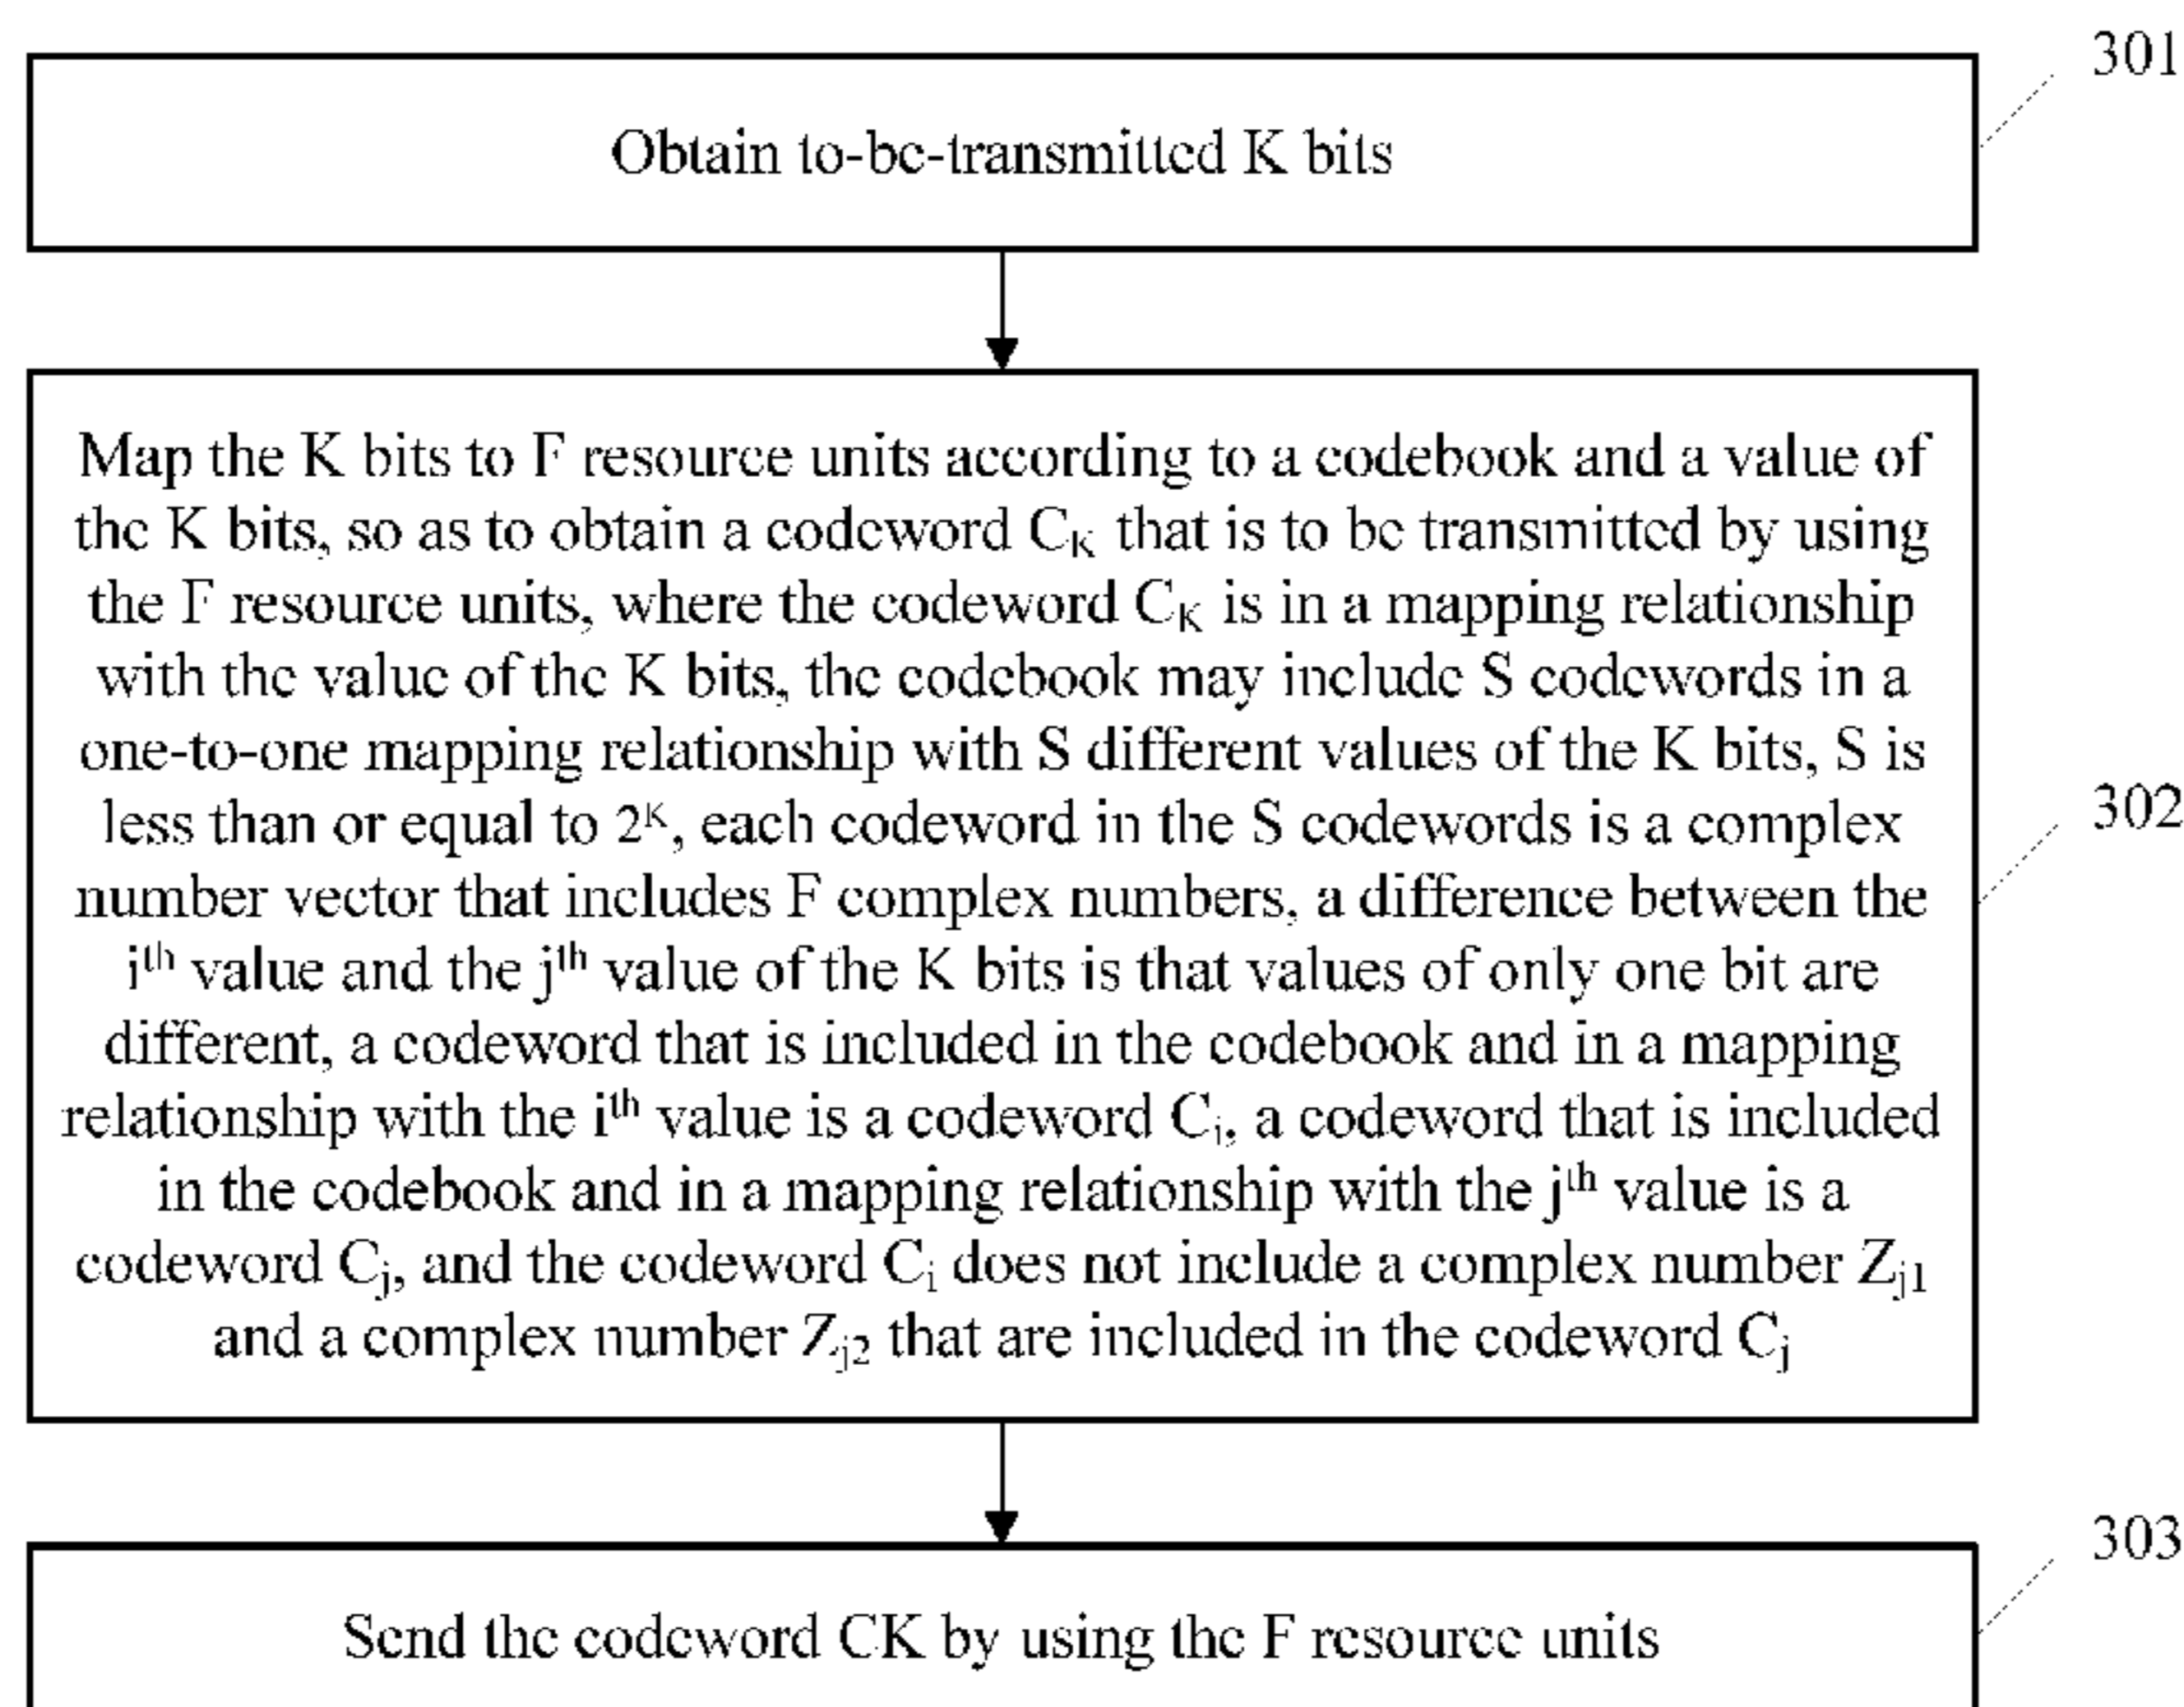 301
Obtain to-be-transmitted K bits
Map the K bits to F resource units according to a codebook and a value of
the K bits, so as to obtain a codeword C_K that is to be transmitted by using
the F resource units, where the codeword C_K is in a mapping relationship
with the value of the K bits, the codebook may include S codewords in a
one-to-one mapping relationship with S different values of the K bits, S is
less than or equal to 2^K, each codeword in the S codewords is a complex
number vector that includes F complex numbers, a difference between the
i^th value and the j^th value of the K bits is that values of only one bit are
different, a codeword that is included in the codebook and in a mapping
relationship with the i^th value is a codeword C_i, a codeword that is included
in the codebook and in a mapping relationship with the j^th value is a
codeword C_j, and the codeword C_i does not include a complex number Z_j1
and a complex number Z_j2 that are included in the codeword C_j
302
303
Send the codeword CK by using the F resource units